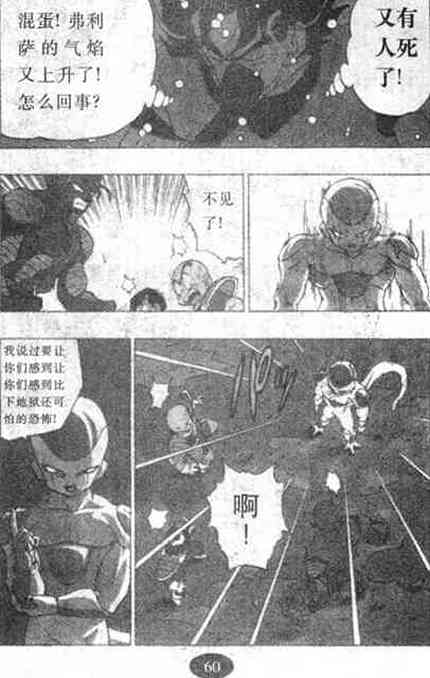 又有
人死
了!
混蛋! 弗利
萨的气焰
又上升了!
怎么回事?
不见
了!
我说过要让
你们感到让
你们感到比
下地狱还可
怕的恐怖!
啊
!
60